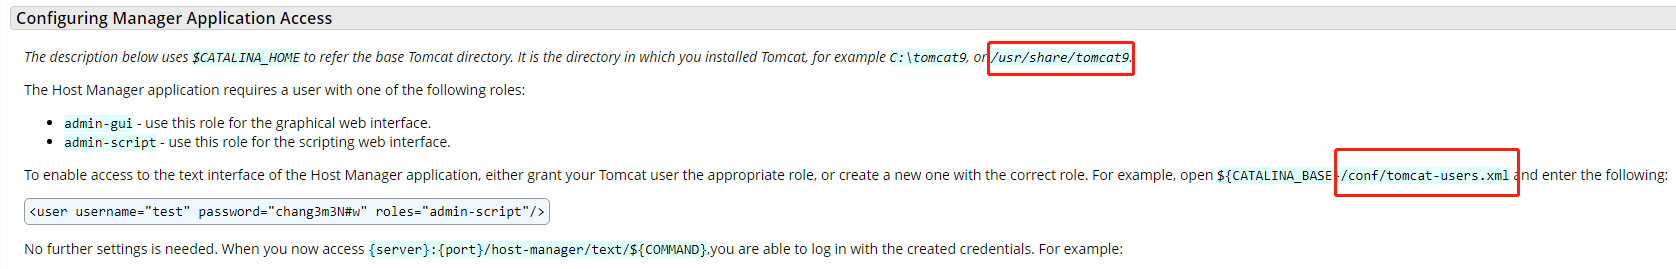 Configuring Manager Application Access
The description below uses $CATALINA_HOME to refer the base Tomcat directory. It is the directory in which you installed Tomcat, for example C:\tomcat9, or /usr/share/tomcat9.
The Host Manager application requires a user with one of the following roles:
admin-gui - use this role for the graphical web interface.
admin-script - use this role for the scripting web interface.
To enable access to the text interface of the Host Manager application, either grant your Tomcat user the appropriate role, or create a new one with the correct role. For example, open ${CATALINA_BASE}/conf/tomcat-users.xml and enter the following:
<user username="test" password="chang3m3N#w" roles="admin-script"/>
No further settings is needed. When you now access {server}:{port}/host-manager/text/${COMMAND},you are able to log in with the created credentials. For example: